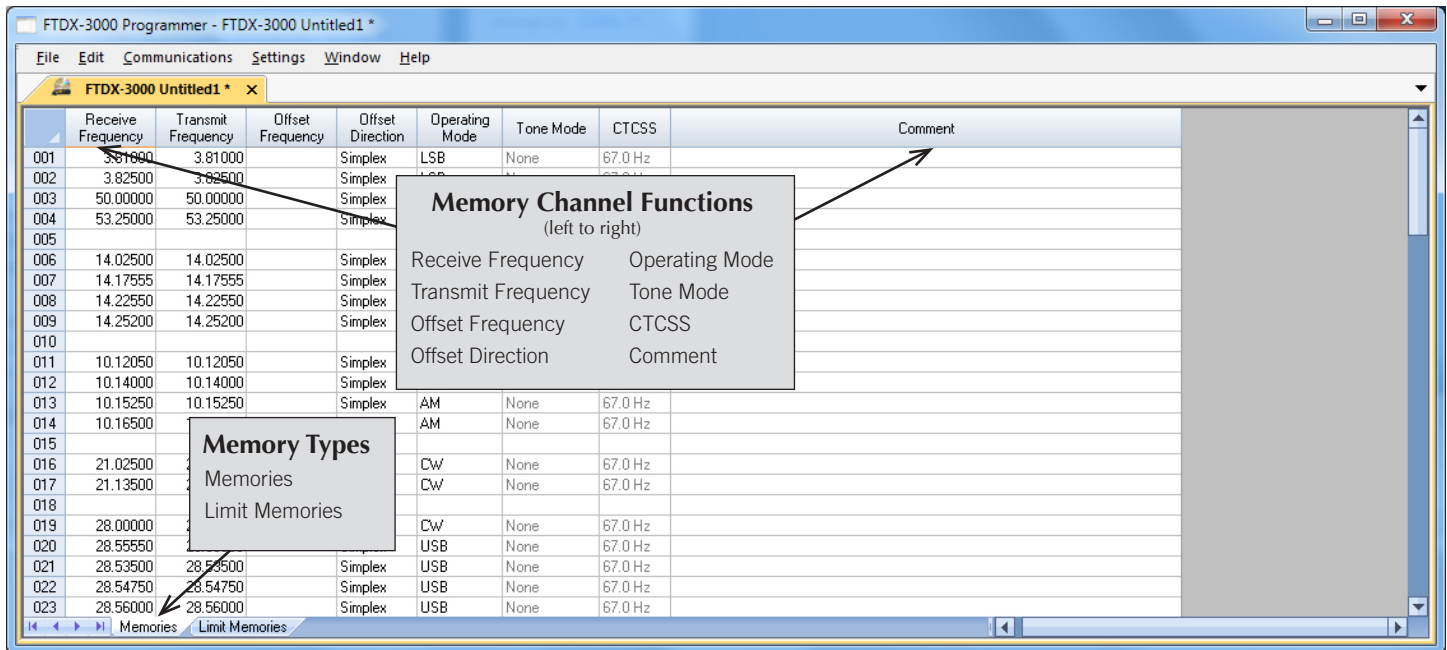 FTDX-3000 Programmer - FTDX-3000 Untitled1 *
File Edit Communications Settings Window Help
FTDX-3000 Untitled1 * X
Receive Frequency Transmit Frequency Offset Frequency Offset Direction Operating Mode Tone Mode CTCSS Comment
001 3.81000 3.81000 Simplex LSB None 67.0 Hz
002 3.82500 3.82500 Simplex
003 50.00000 50.00000 Simplex
004 53.25000 53.25000 Simplex
005
006 14.02500 14.02500 Simplex
007 14.17555 14.17555 Simplex
008 14.22550 14.22550 Simplex
009 14.25200 14.25200 Simplex
010
011 10.12050 10.12050 Simplex
012 10.14000 10.14000 Simplex
013 10.15250 10.15250 Simplex AM None 67.0 Hz
014 10.16500 AM None 67.0 Hz
015
016 21.02500 CW None 67.0 Hz
017 21.13500 CW None 67.0 Hz
018
019 28.00000 CW None 67.0 Hz
020 28.55550 USB None 67.0 Hz
021 28.53500 28.53500 Simplex USB None 67.0 Hz
022 28.54750 28.54750 Simplex USB None 67.0 Hz
023 28.56000 28.56000 Simplex USB None 67.0 Hz
Memories Limit Memories
Memory Channel Functions
(left to right)
Receive Frequency Operating Mode
Transmit Frequency Tone Mode
Offset Frequency CTCSS
Offset Direction Comment
Memory Types
Memories
Limit Memories